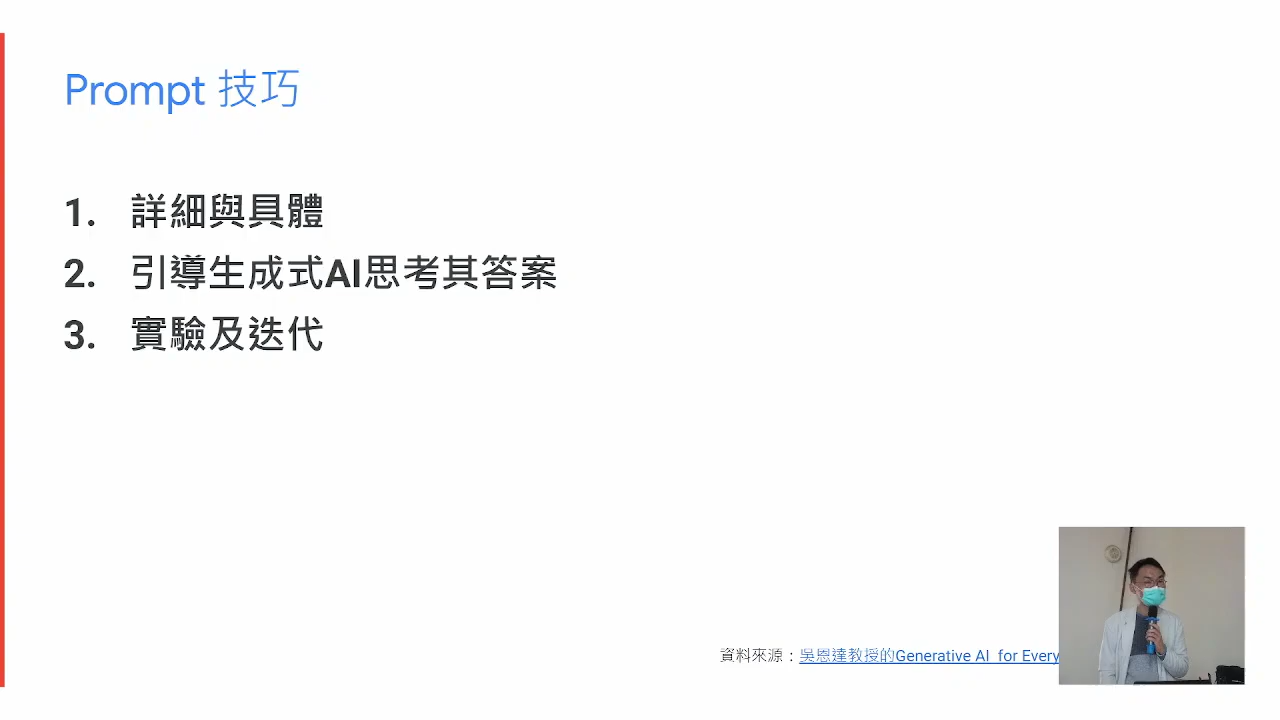 Prompt 技巧
1. 詳細與具體
2. 引導生成式AI思考其答案
3. 實驗及迭代
資料來源：吳恩達教授的Generative AI for Every